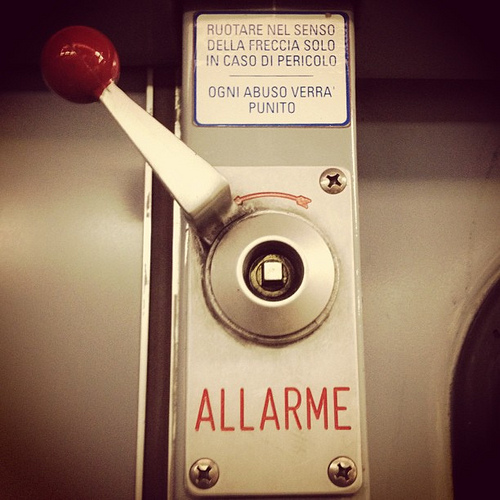 RUOTARE NEL SENSO
DELLA FRECCIA SOLO
IN CASO DI PERICOLO
OGNI ABUSO VERRA'
PUNITO
ALLARME